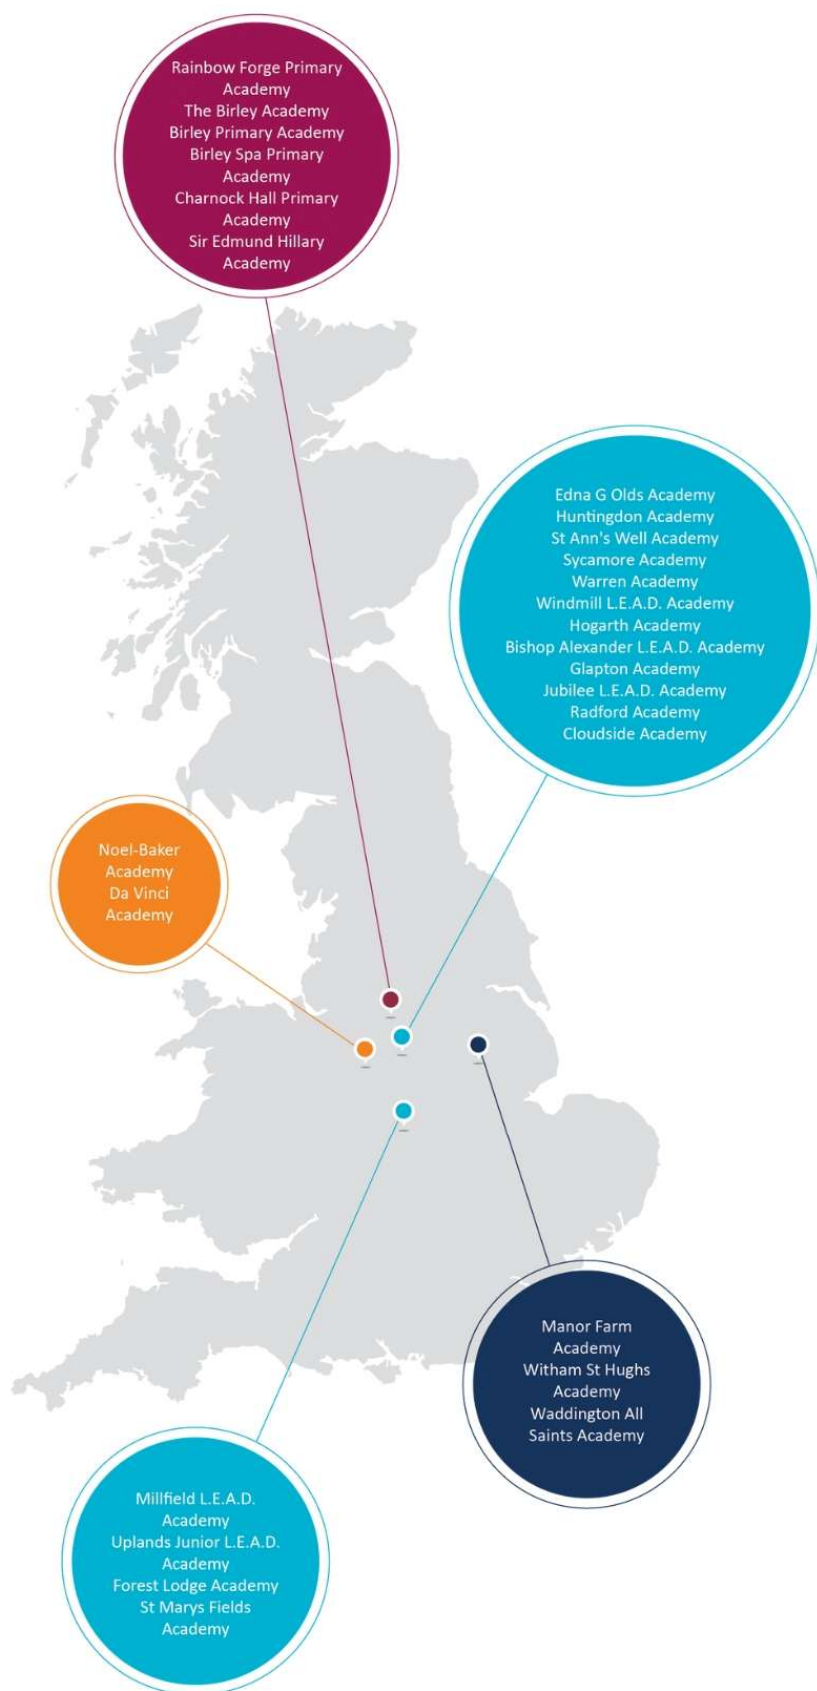 Rainbow Forge Primary
Academy
The Birley Academy
Birley Primary Academy
Birley Spa Primary
Academy
Charnock Hall Primary
Academy
Sir Edmund Hillary
Academy
Edna G Olds Academy
Huntingdon Academy
St Ann's Well Academy
Sycamore Academy
Warren Academy
Windmill L.E.A.D. Academy
Hogarth Academy
Bishop Alexander L.E.A.D. Academy
Glapton Academy
Jubilee L.E.A.D. Academy
Radford Academy
Cloudside Academy
Noel-Baker
Academy
Da Vinci
Academy
Manor Farm
Academy
Witham St Hughs
Academy
Waddington All
Saints Academy
Millfield L.E.A.D.
Academy
Uplands Junior L.E.A.D.
Academy
Forest Lodge Academy
St Marys Fields
Academy